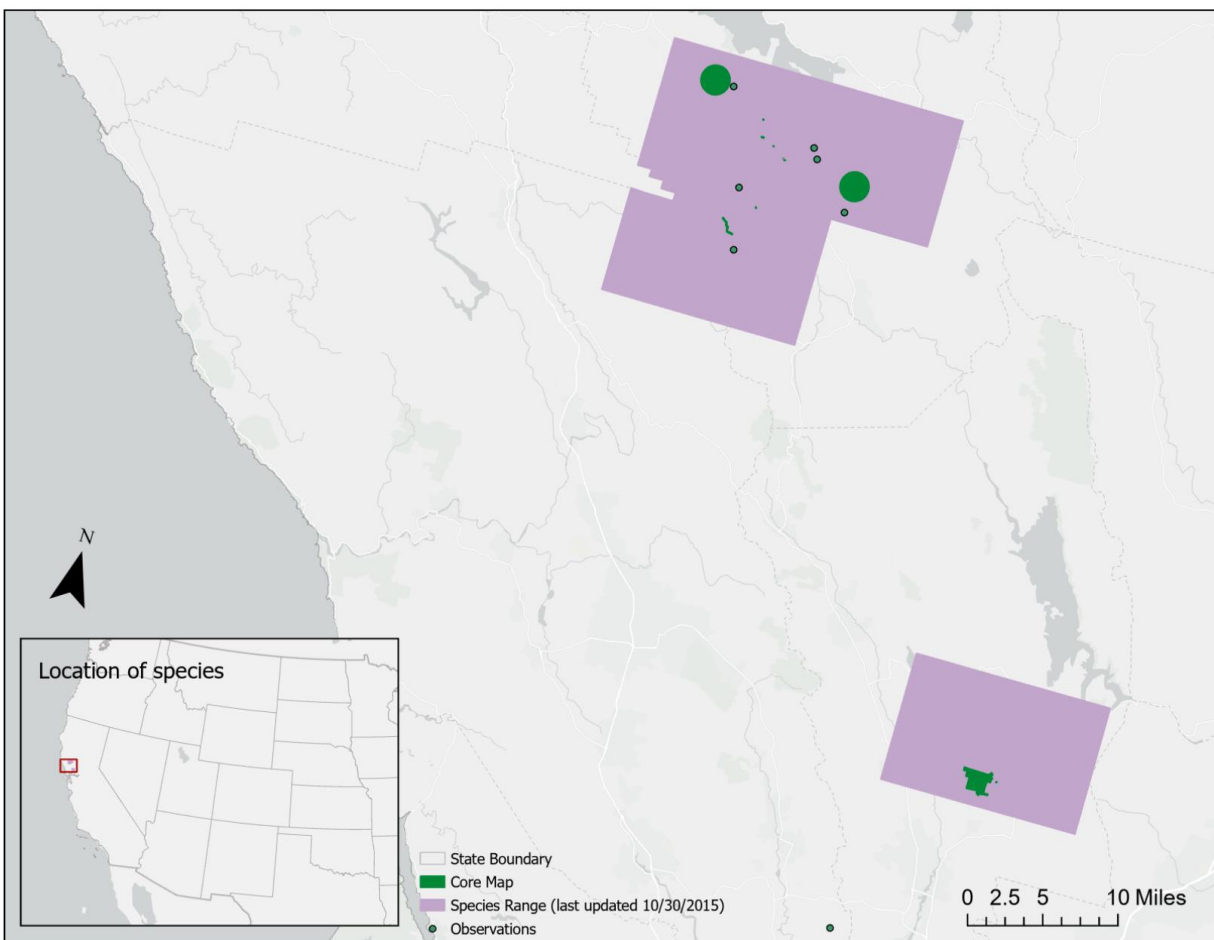 N
Location of species
State Boundary
Core Map
Species Range (last updated 10/30/2015)
Observations
0 2.5 5 10 Miles